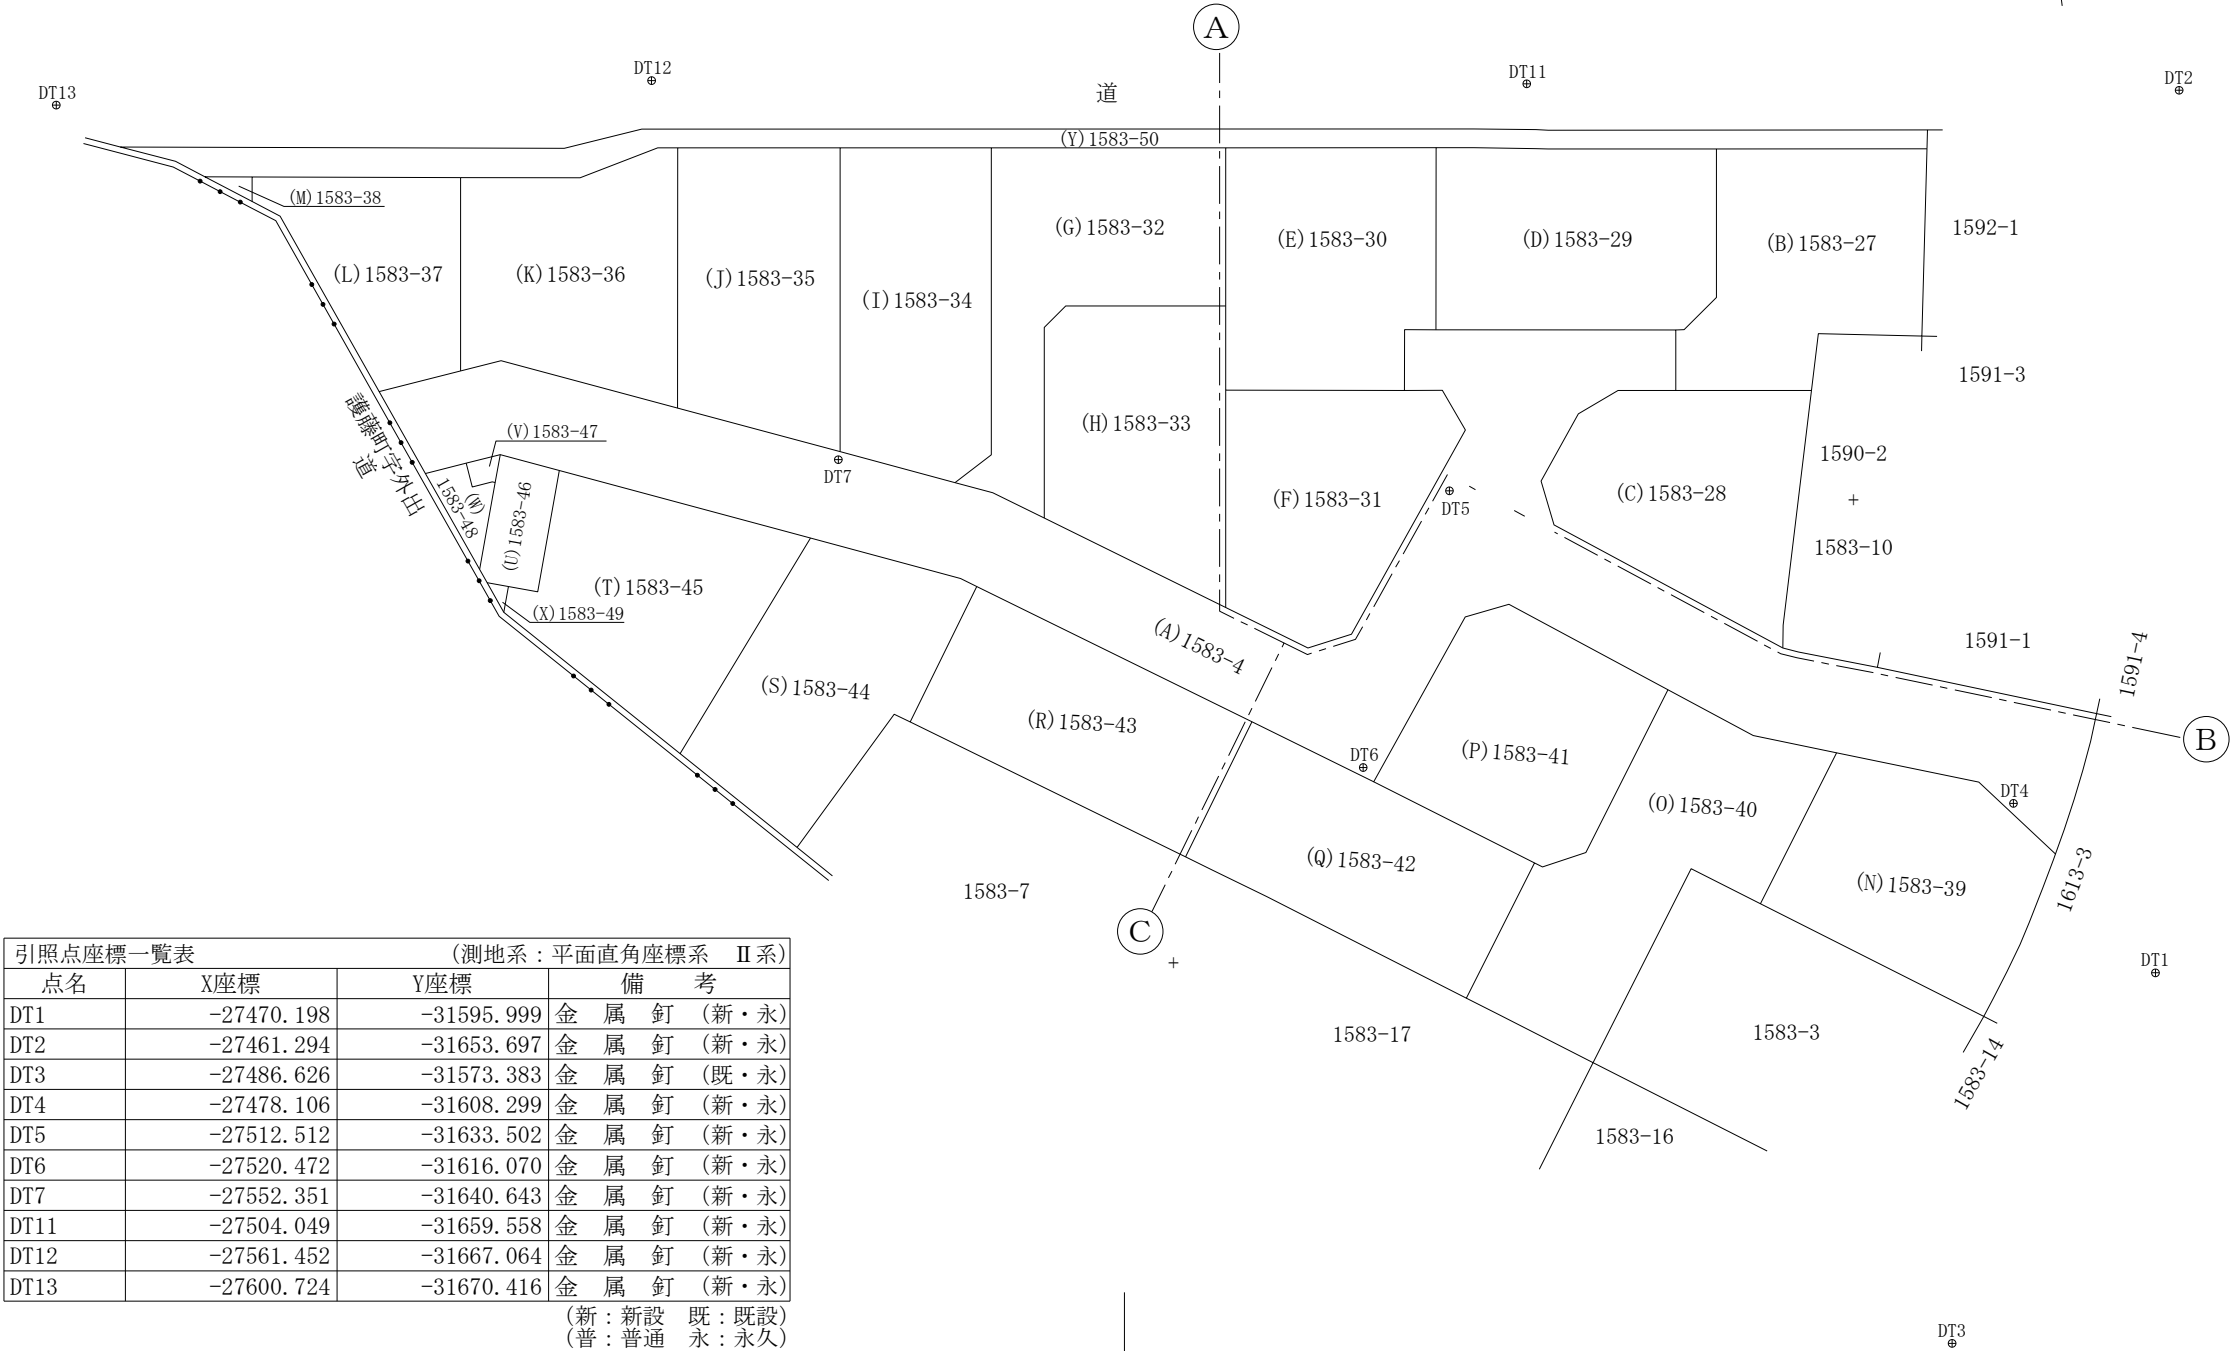 A
DT12
DT11
DT2
DT13
道
(Y)1583-50
(M)1583-38
(G)1583-32
(E)1583-30
(D)1583-29
(B)1583-27
1592-1
(L)1583-37
(K)1583-36
(J)1583-35
(I)1583-34
1591-3
(H)1583-33
(V)1583-47
護藤町字外出
道
DT7
1590-2
(W)
1583-48
(U)1583-46
(F)1583-31
DT5
(C)1583-28
1583-10
(T)1583-45
(X)1583-49
(A)1583-4
1591-1
1591-4
(S)1583-44
(R)1583-43
DT6
(P)1583-41
B
DT4
(O)1583-40
(Q)1583-42
(N)1583-39
1613-3
1583-7
C
DT1
1583-17
1583-3
1583-14
1583-16
DT3
引照点座標一覧表 (測地系:平面直角座標系 Ⅱ系)
点名 X座標 Y座標 備考
DT1 -27470.198 -31595.999 金属釘 (新・永)
DT2 -27461.294 -31653.697 金属釘 (新・永)
DT3 -27486.626 -31573.383 金属釘 (既・永)
DT4 -27478.106 -31608.299 金属釘 (新・永)
DT5 -27512.512 -31633.502 金属釘 (新・永)
DT6 -27520.472 -31616.070 金属釘 (新・永)
DT7 -27552.351 -31640.643 金属釘 (新・永)
DT11 -27504.049 -31659.558 金属釘 (新・永)
DT12 -27561.452 -31667.064 金属釘 (新・永)
DT13 -27600.724 -31670.416 金属釘 (新・永)
(新:新設 既:既設)
(普:普通 永:永久)